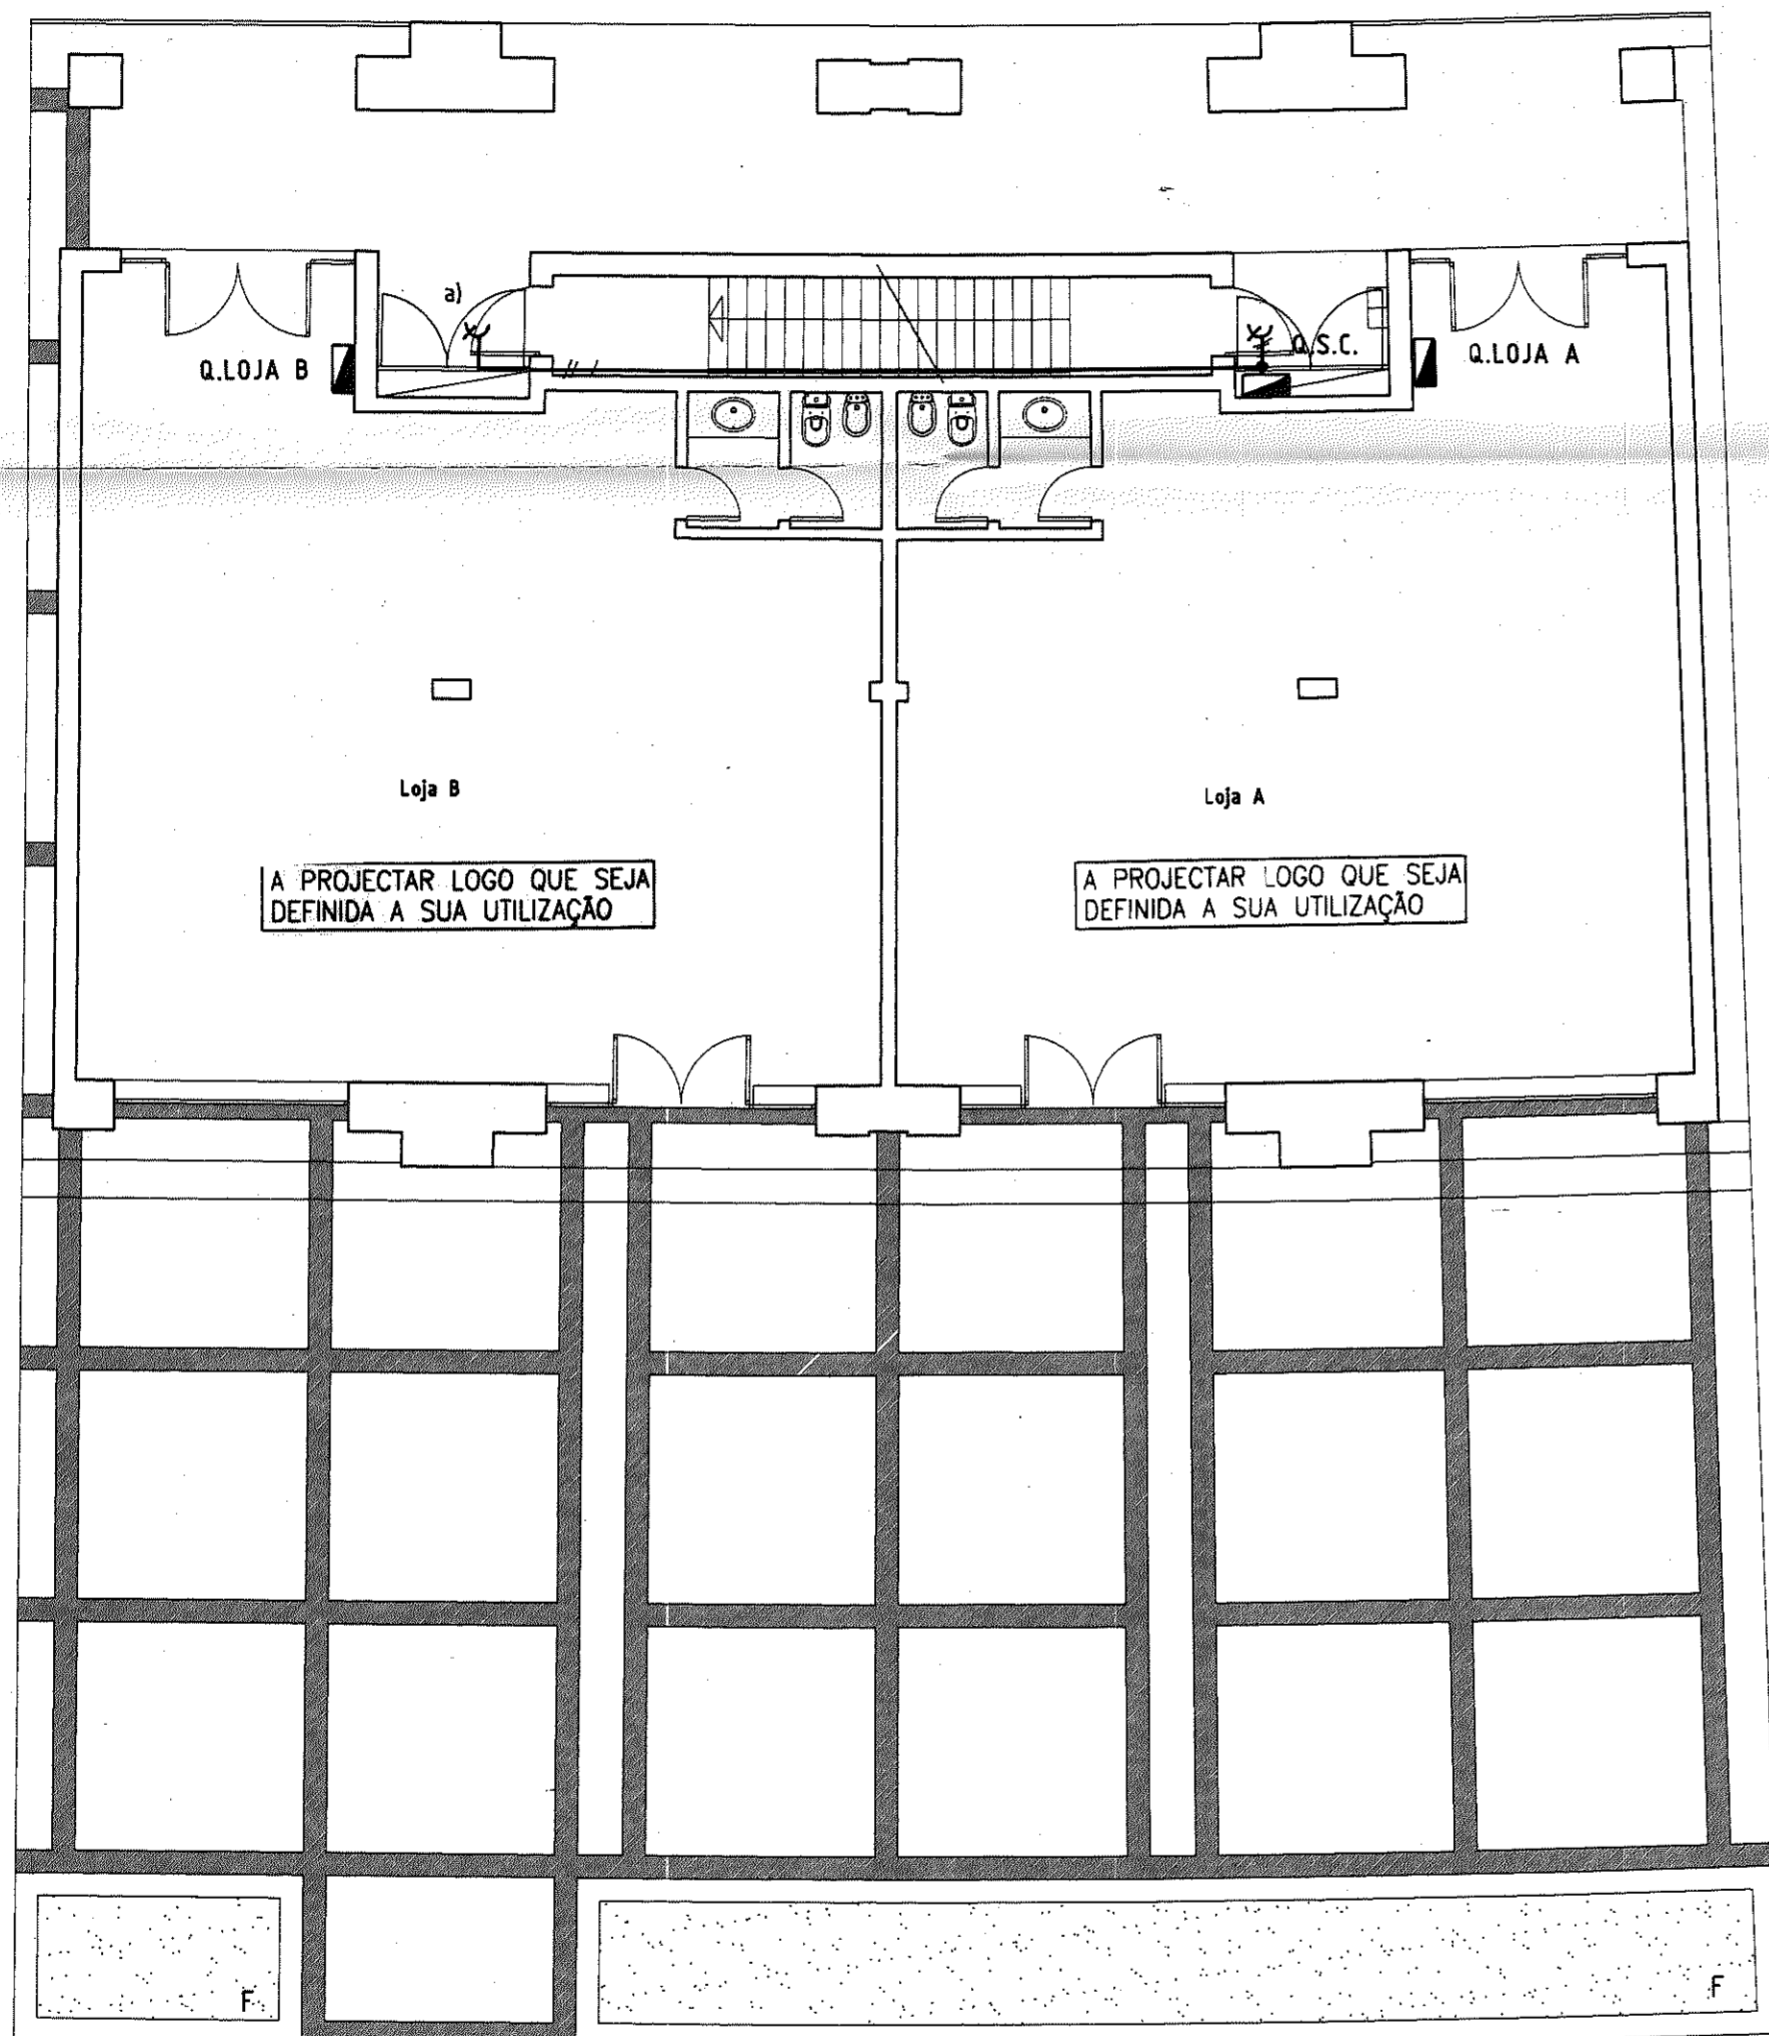 a)
Q.LOJA B
Q.S.C.
Q.LOJA A
Loja B
Loja A
A PROJECTAR LOGO QUE SEJA
DEFINIDA A SUA UTILIZAÇÃO
A PROJECTAR LOGO QUE SEJA
DEFINIDA A SUA UTILIZAÇÃO
F
F